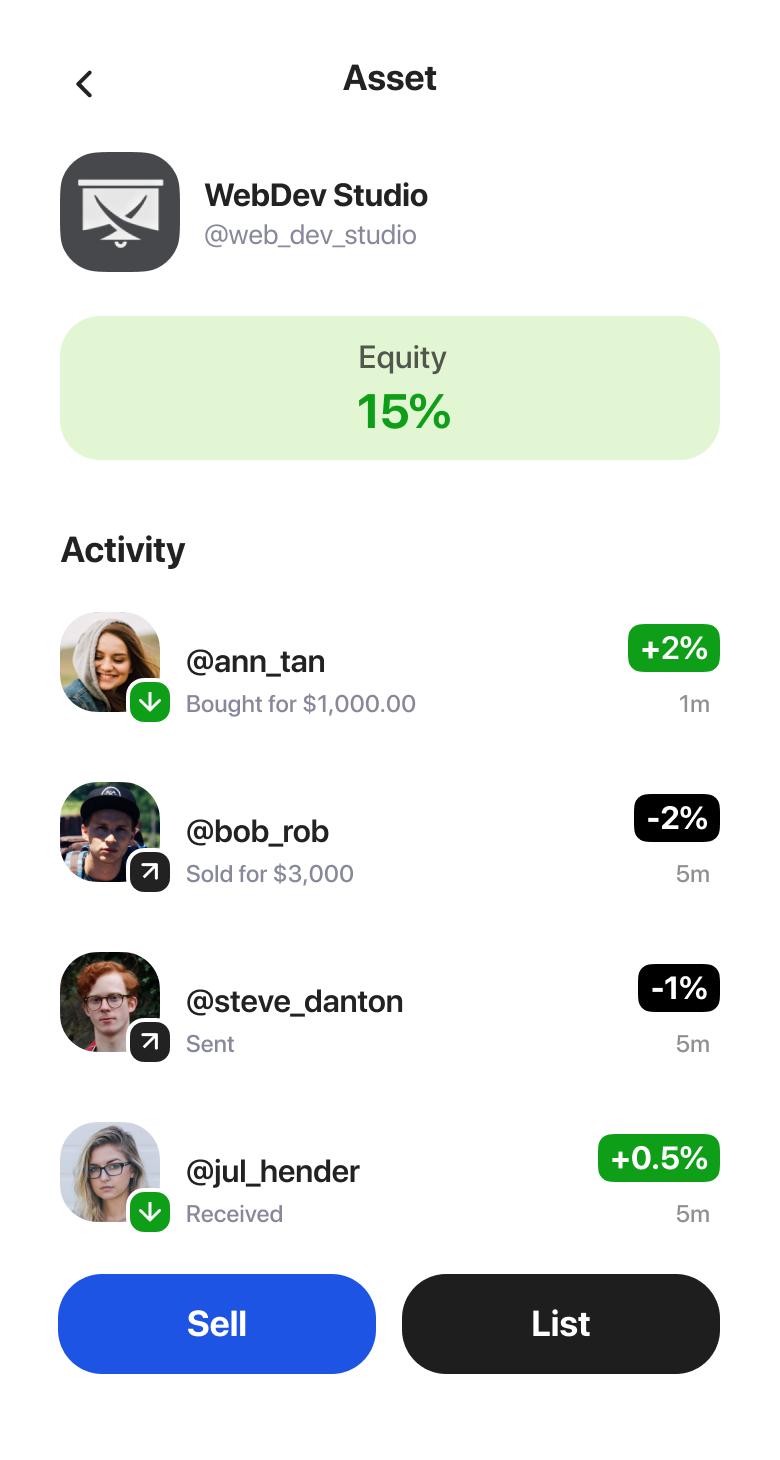 Asset
WebDev Studio
@web_dev_studio
Equity
15%
Activity
@ann_tan
+2%
Bought for $1,000.00
1m
@bob_rob
-2%
Sold for $3,000
5m
@steve_danton
-1%
Sent
5m
@jul_hender
+0.5%
Received
5m
Sell
List